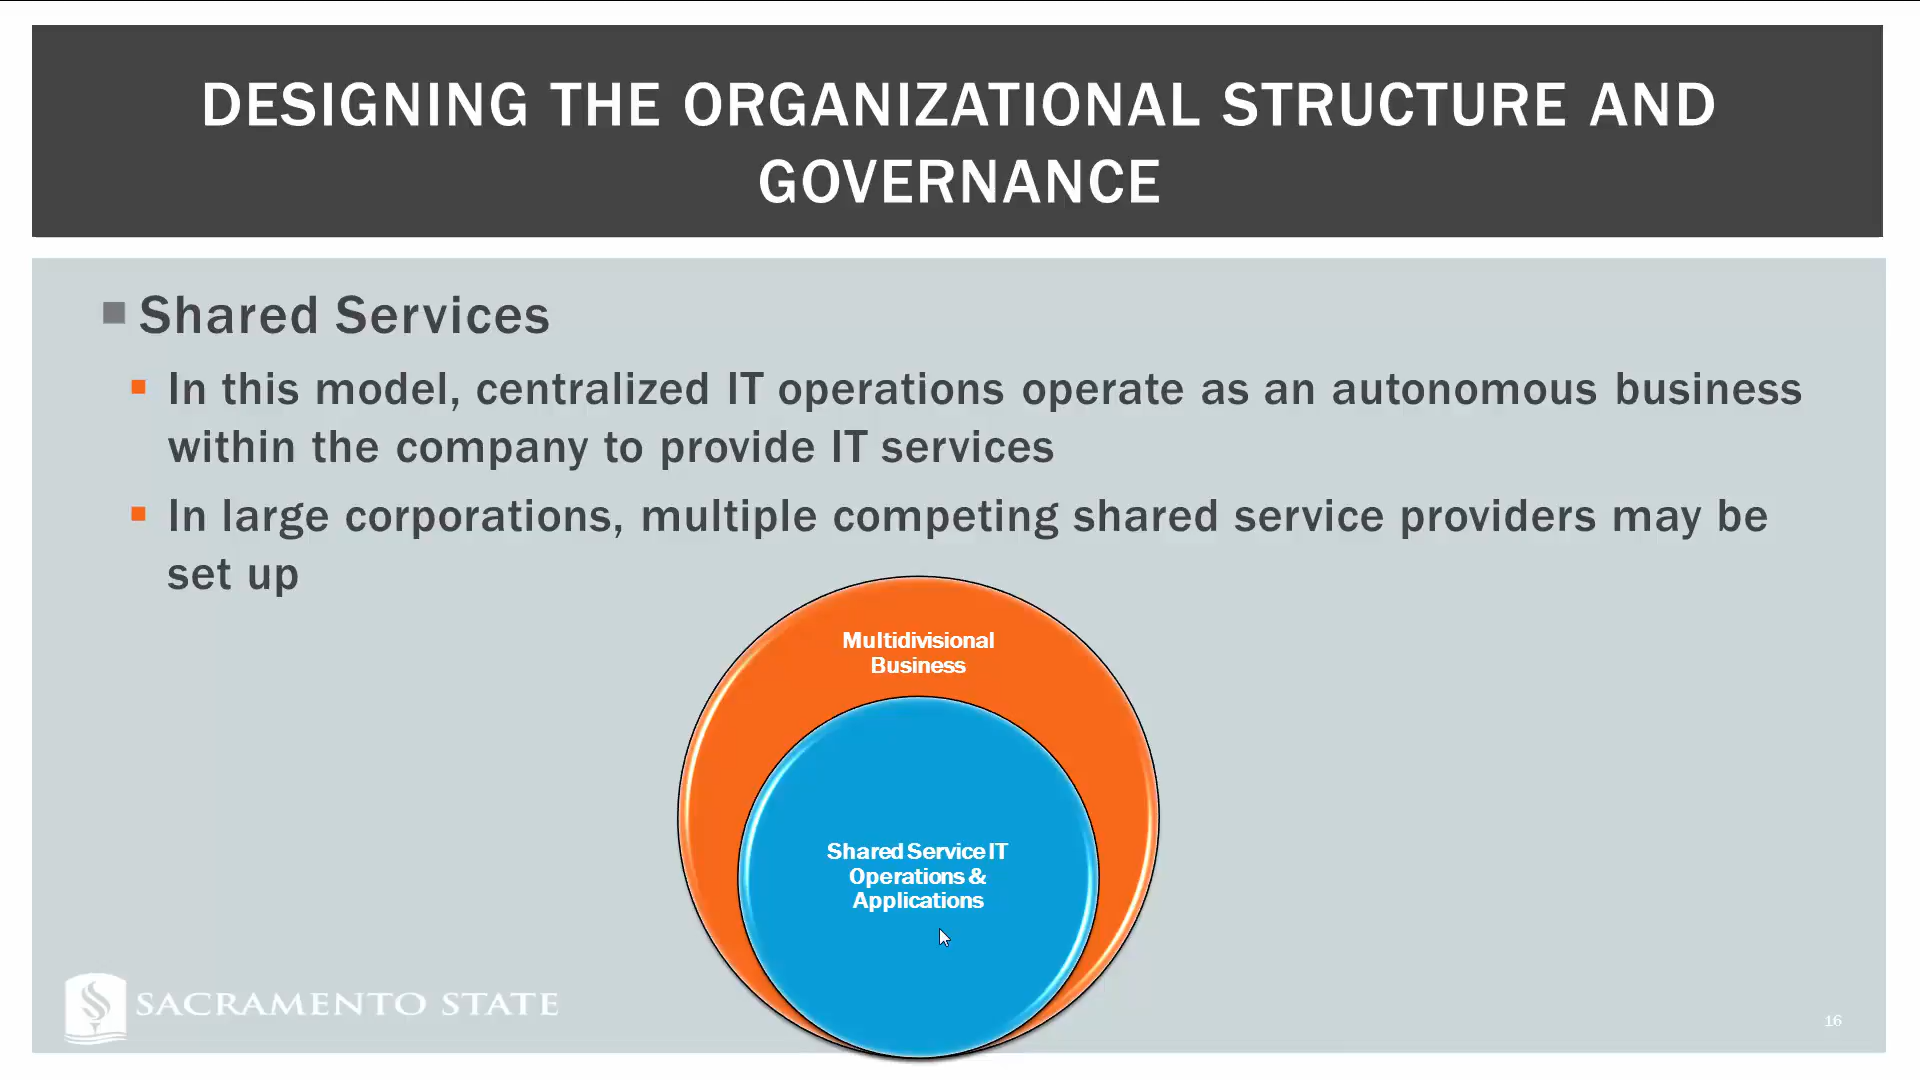 DESIGNING THE ORGANIZATIONAL STRUCTURE AND
GOVERNANCE
Shared Services
In this model, centralized IT operations operate as an autonomous business
within the company to provide IT services
In large corporations, multiple competing shared service providers may be
set up
Multidivisional
Business
Shared Service IT
Operations &
Applications
SACRAMENTO STATE
16